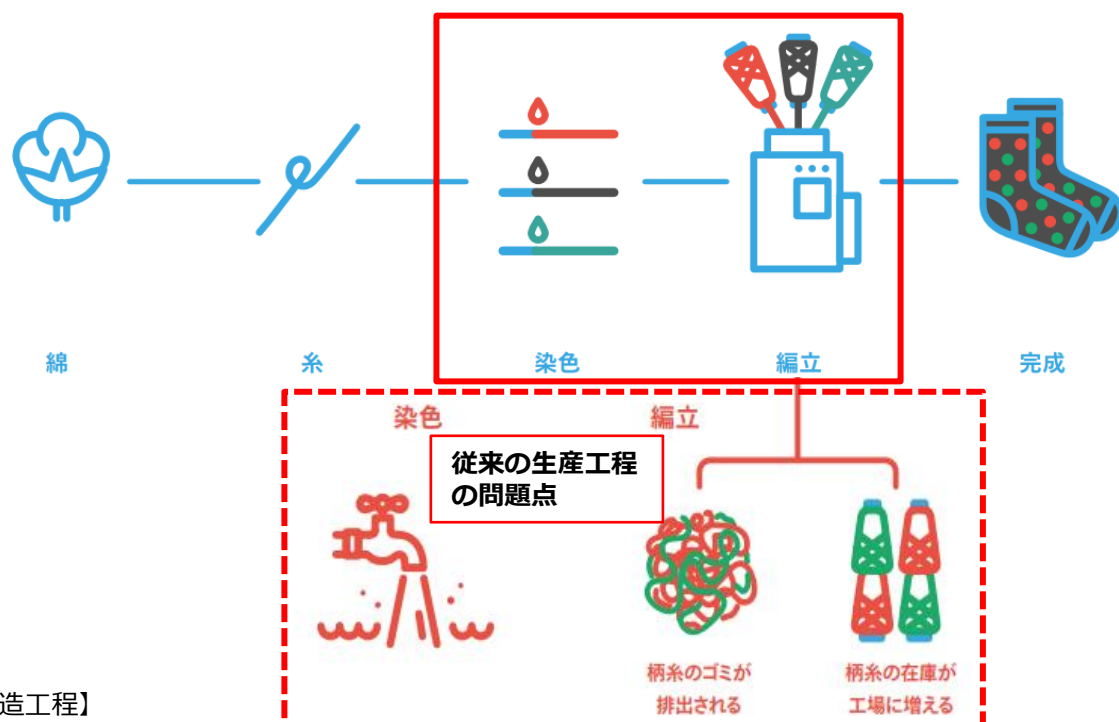 綿
糸
染色
編立
完成
染色
編立
従来の生産工程
の問題点
柄糸のゴミが
排出される
柄糸の在庫が
工場に増える
造工程】